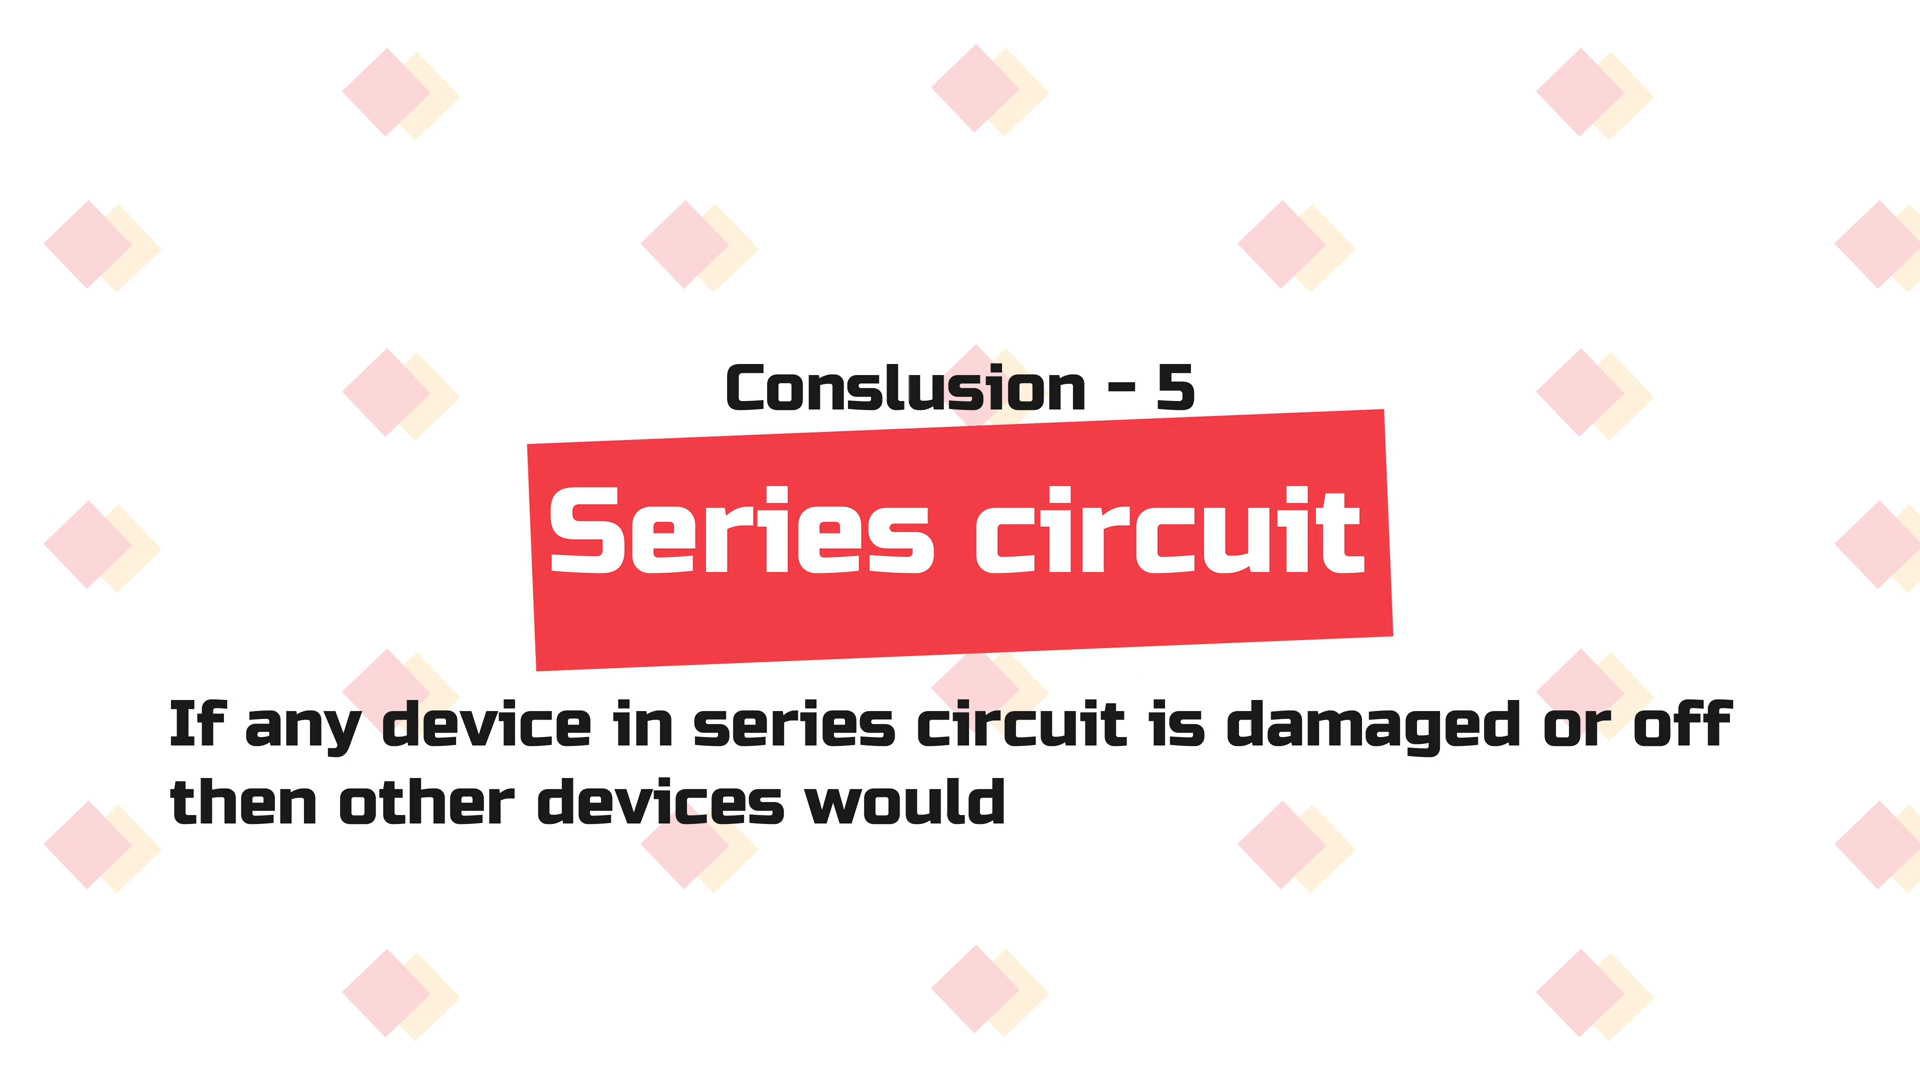 Conslusion - 5
Series circuit
If any device in series circuit is damaged or off
then other devices would